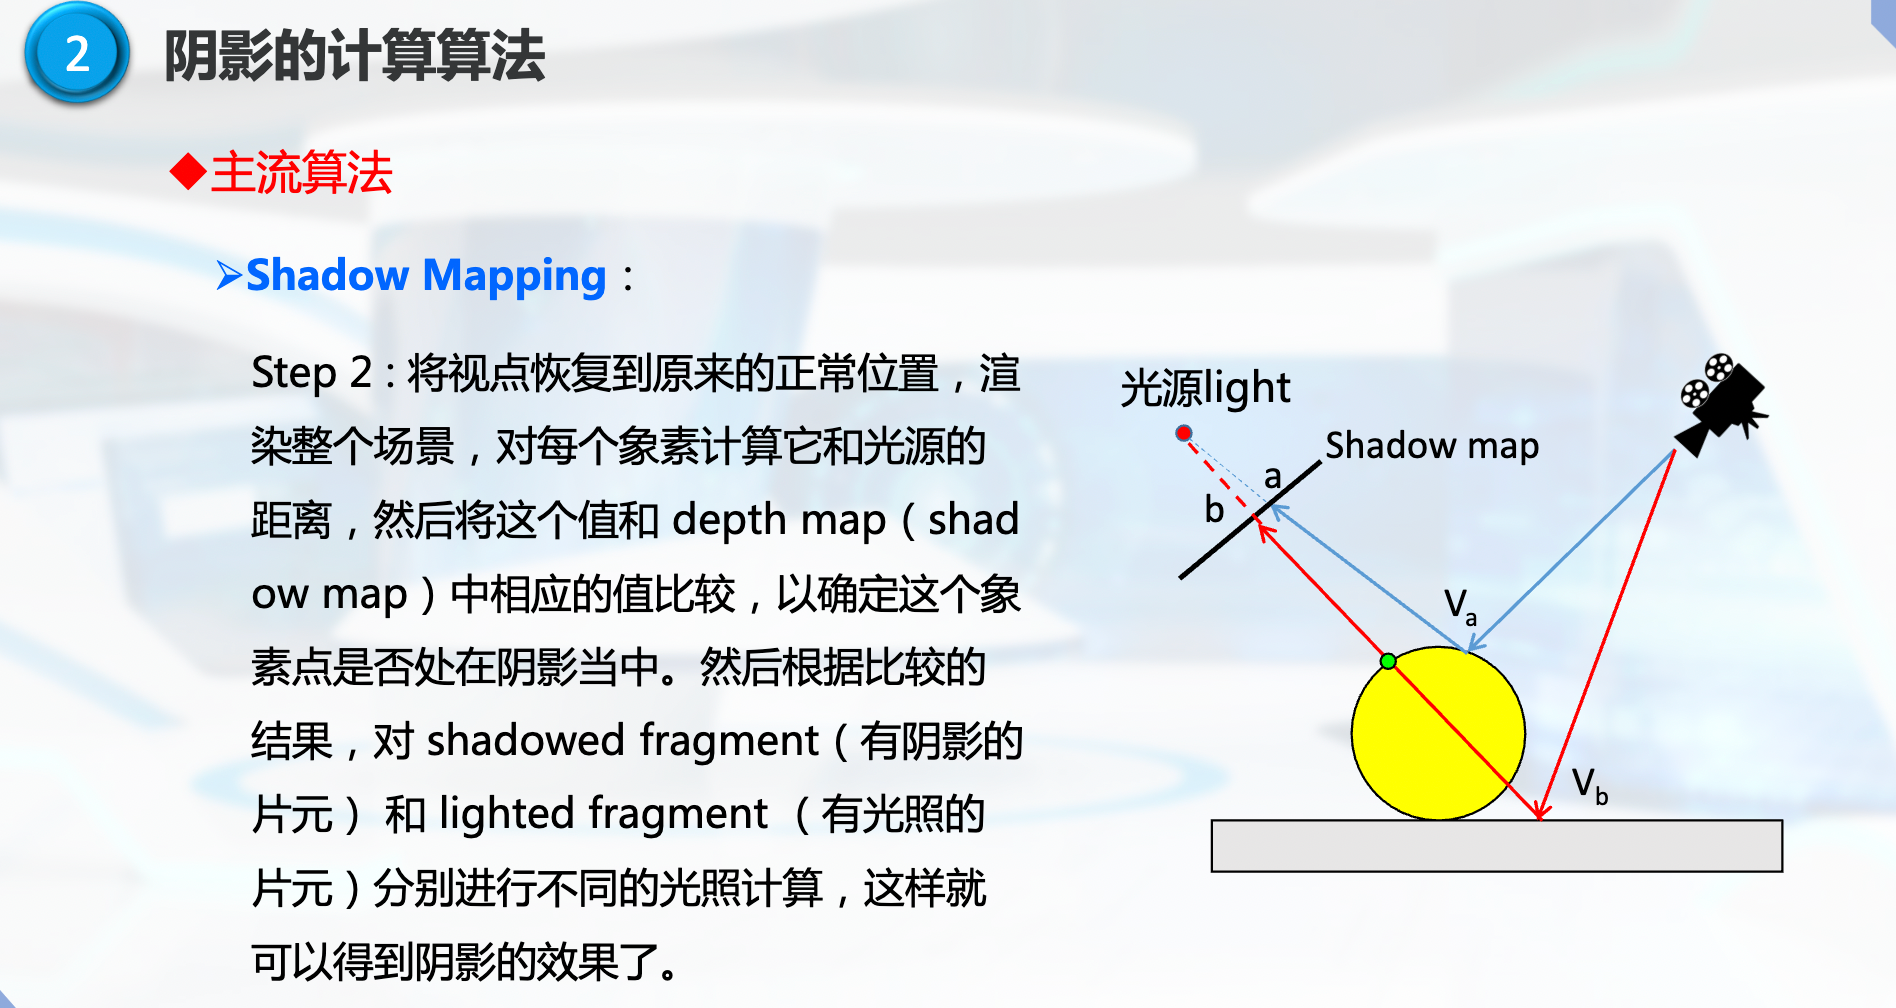 2
阴影的计算算法
主流算法
Shadow Mapping：
Step 2：将视点恢复到原来的正常位置，渲
染整个场景，对每个象素计算它和光源的
距离，然后将这个值和 depth map（shad
ow map）中相应的值比较，以确定这个象
素点是否处在阴影当中。然后根据比较的
结果，对 shadowed fragment（有阴影的
片元） 和 lighted fragment （有光照的
片元）分别进行不同的光照计算，这样就
可以得到阴影的效果了。
光源light
Shadow map
a
b
Va
Vb